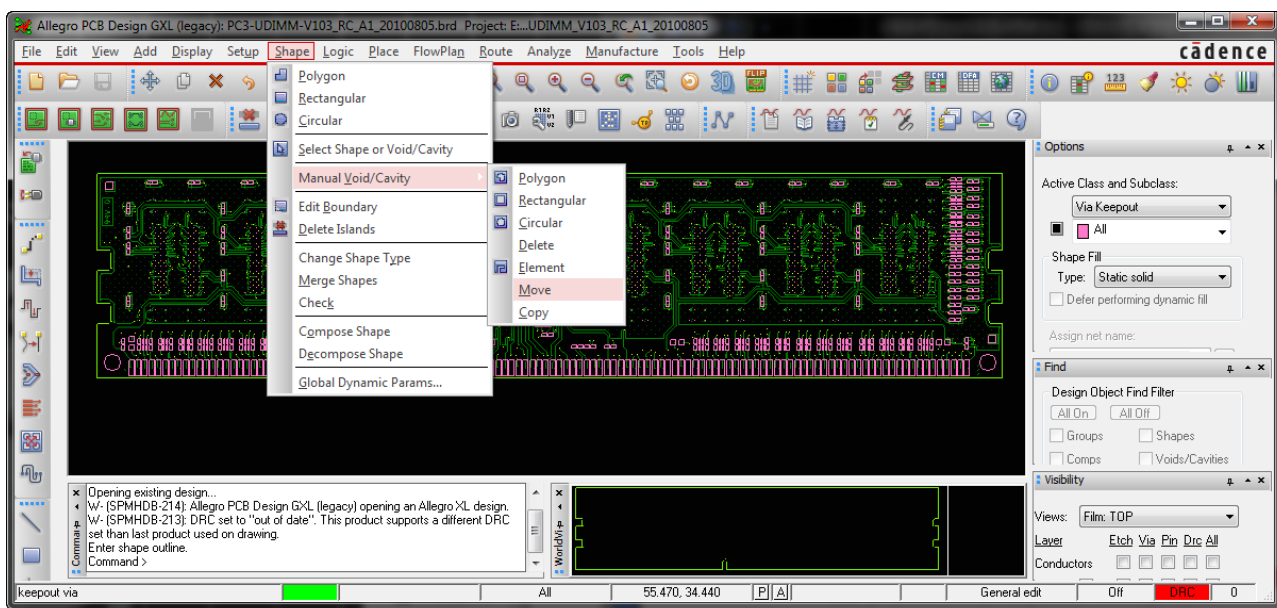 Allegro PCB Design GXL (legacy): PC3-UDIMM-V103_RC_A1_20100805.brd Project: E:...UDIMM_V103_RC_A1_20100805
File Edit View Add Display Setup Shape Logic Place FlowPlan Route Analyze Manufacture Tools Help
cādence
Polygon
Rectangular
Circular
Select Shape or Void/Cavity
Manual Void/Cavity
Edit Boundary
Delete Islands
Change Shape Type
Merge Shapes
Check
Compose Shape
Decompose Shape
Global Dynamic Params...
Polygon
Rectangular
Circular
Delete
Element
Move
Copy
Options
Active Class and Subclass:
Via Keepout
All
Shape Fill
Type: Static solid
Defer performing dynamic fill
Assign net name:
Find
Design Object Find Filter
All On All Off
Groups Shapes
Comps Voids/Cavities
Visibility
Views: Film: TOP
Layer Etch Via Pin Drc All
Conductors
Command
Opening existing design...
W- (SPMHDB-214): Allegro PCB Design GXL (legacy) opening an Allegro XL design.
W- (SPMHDB-213): DRC set to "out of date". This product supports a different DRC
set than last product used on drawing.
Enter shape outline.
Command >
WorldVie
keepout via All 55.470, 34.440 P A General edit Off DRC 0